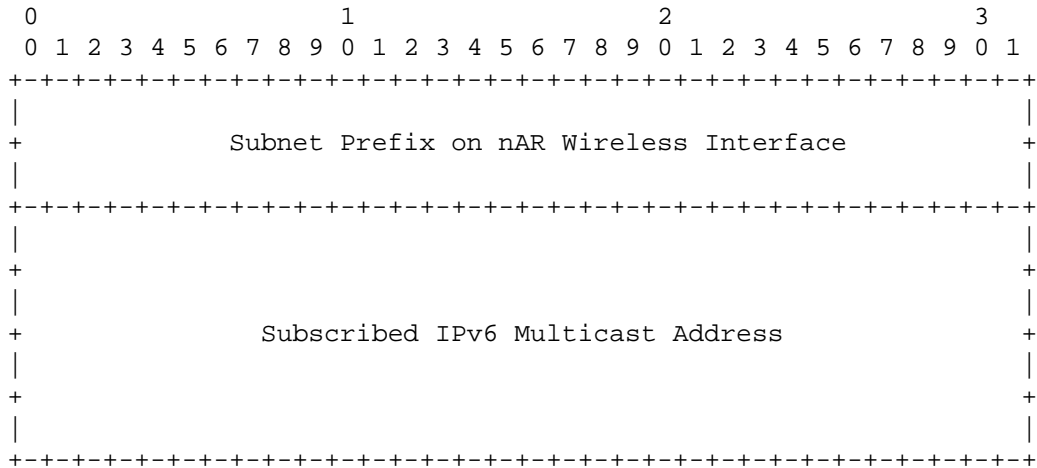 0                   1                   2                   3
 0 1 2 3 4 5 6 7 8 9 0 1 2 3 4 5 6 7 8 9 0 1 2 3 4 5 6 7 8 9 0 1
+-+-+-+-+-+-+-+-+-+-+-+-+-+-+-+-+-+-+-+-+-+-+-+-+-+-+-+-+-+-+-+-+
|                                                               |
+             Subnet Prefix on nAR Wireless Interface           +
|                                                               |
+-+-+-+-+-+-+-+-+-+-+-+-+-+-+-+-+-+-+-+-+-+-+-+-+-+-+-+-+-+-+-+-+
|                                                               |
+                                                               +
|                                                               |
+               Subscribed IPv6 Multicast Address               +
|                                                               |
+                                                               +
|                                                               |
+-+-+-+-+-+-+-+-+-+-+-+-+-+-+-+-+-+-+-+-+-+-+-+-+-+-+-+-+-+-+-+-+